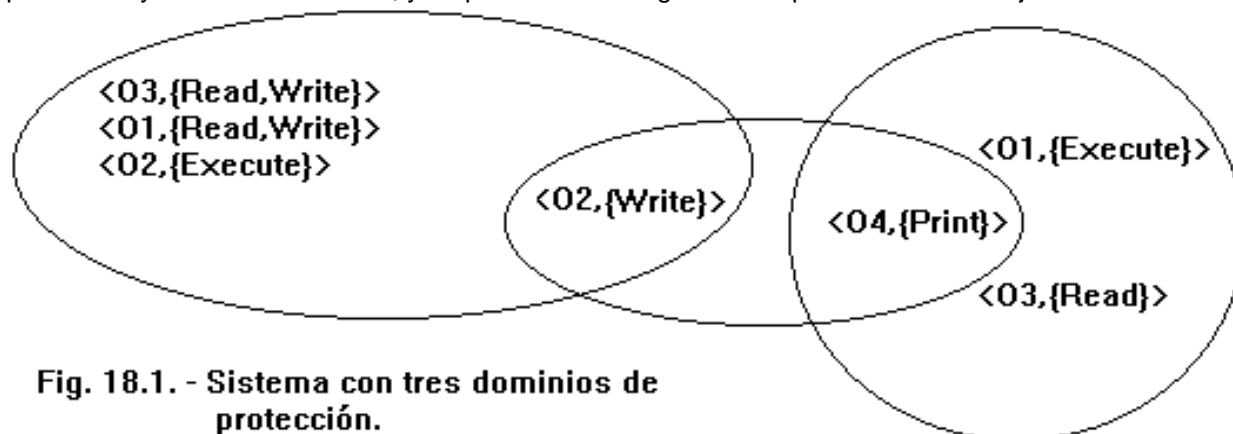 <O3,{Read,Write}>
<O1,{Read,Write}>
<O2,{Execute}>
<O2,{Write}>
<O1,{Execute}>
<O4,{Print}>
<O3,{Read}>
Fig. 18.1. - Sistema con tres dominios de
protección.